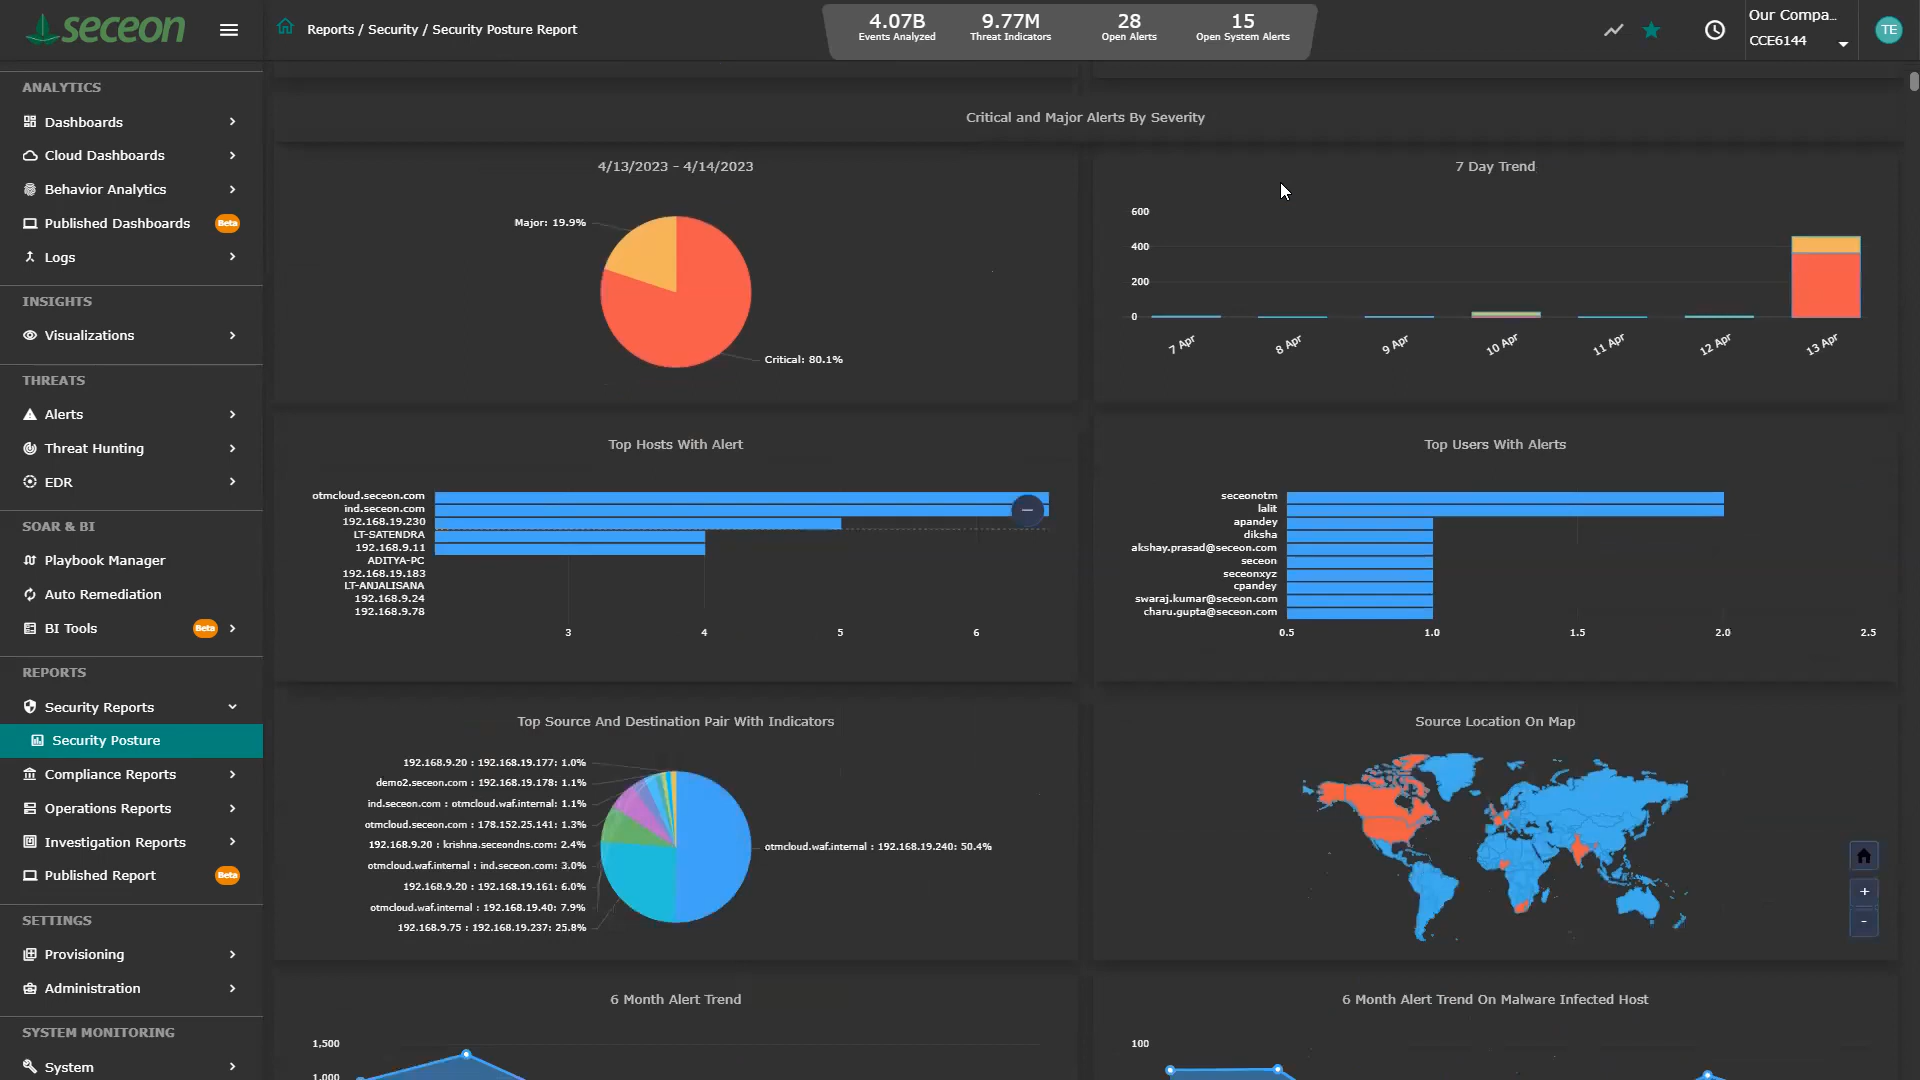 seceon
Reports / Security / Security Posture Report
4.07B
Events Analyzed
9.77M
Threat Indicators
28
Open Alerts
15
Open System Alerts
Our Compa...
CCE6144
TE
ANALYTICS
Dashboards
Cloud Dashboards
Behavior Analytics
Published Dashboards
Beta
Logs
INSIGHTS
Visualizations
THREATS
Alerts
Threat Hunting
EDR
SOAR & BI
Playbook Manager
Auto Remediation
BI Tools
Beta
REPORTS
Security Reports
Security Posture
Compliance Reports
Operations Reports
Investigation Reports
Published Report
Beta
SETTINGS
Provisioning
Administration
SYSTEM MONITORING
System
Critical and Major Alerts By Severity
4/13/2023 - 4/14/2023
Major: 19.9%
Critical: 80.1%
7 Day Trend
600
400
200
0
7 Apr
8 Apr
9 Apr
10 Apr
11 Apr
12 Apr
13 Apr
Top Hosts With Alert
otmcloud.seceon.com
ind.seceon.com
192.168.19.230
LT-SATENDRA
192.168.9.11
ADITYA-PC
192.168.19.183
LT-ANJALISANA
192.168.9.24
192.168.9.78
3
4
5
6
Top Users With Alerts
seceonotm
lalit
apandey
diksha
akshay.prasad@seceon.com
seceon
seceonxyz
cpandey
swaraj.kumar@seceon.com
charu.gupta@seceon.com
0.5
1.0
1.5
2.0
2.5
Top Source And Destination Pair With Indicators
192.168.9.20 : 192.168.19.177: 1.0%
demo2.seceon.com : 192.168.19.178: 1.1%
ind.seceon.com : otmcloud.waf.internal: 1.1%
otmcloud.seceon.com : 178.152.25.141: 1.3%
192.168.9.20 : krishna.seceondns.com: 2.4%
otmcloud.waf.internal : ind.seceon.com: 3.0%
192.168.9.20 : 192.168.19.161: 6.0%
otmcloud.waf.internal : 192.168.19.40: 7.9%
192.168.9.75 : 192.168.19.237: 25.8%
otmcloud.waf.internal : 192.168.19.240: 50.4%
Source Location On Map
+
-
6 Month Alert Trend
1,500
1,000
6 Month Alert Trend On Malware Infected Host
100